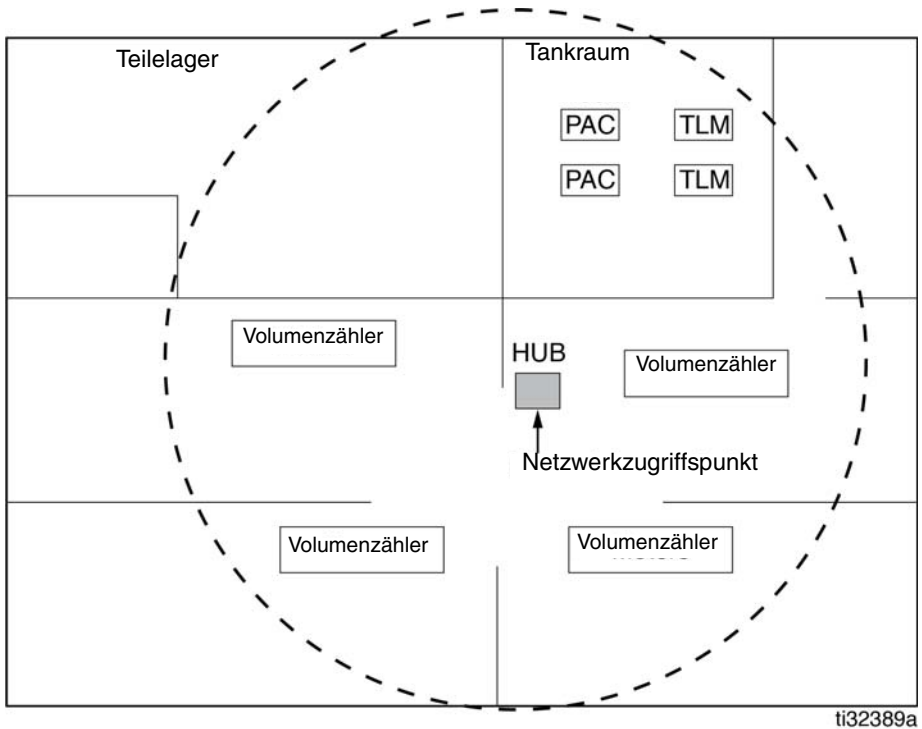 Teilelager
Tankraum
PAC
TLM
PAC
TLM
Volumenzähler
HUB
Volumenzähler
Netzwerkzugriffspunkt
Volumenzähler
Volumenzähler
ti32389a